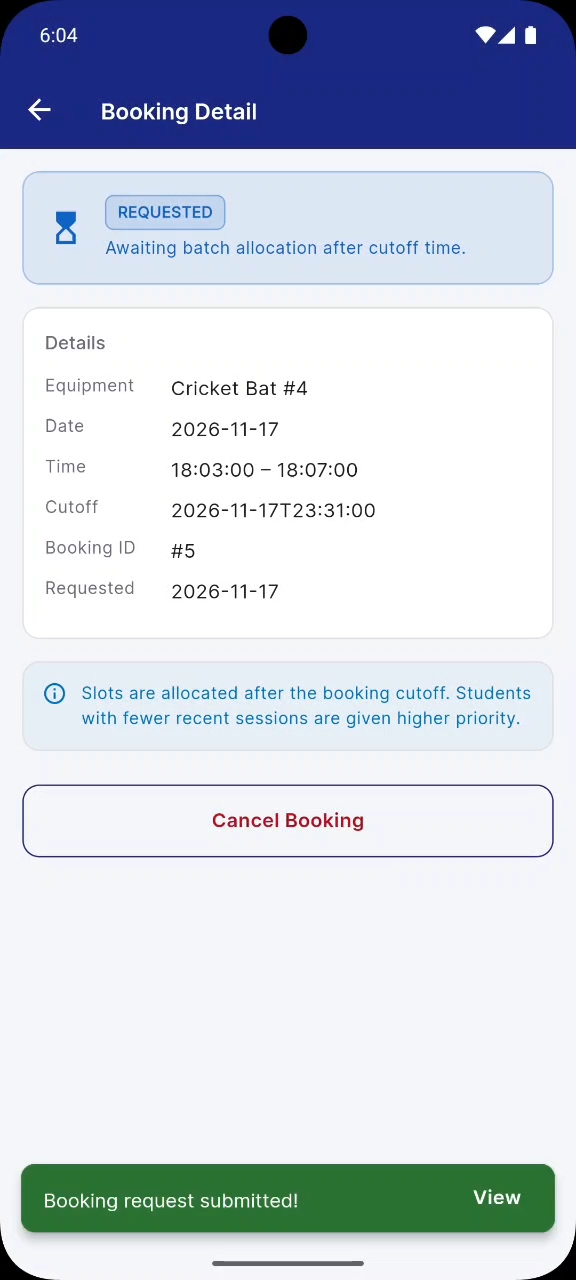 6:04
Booking Detail
REQUESTED
Awaiting batch allocation after cutoff time.
Details
Equipment Cricket Bat #4
Date 2026-11-17
Time 18:03:00 – 18:07:00
Cutoff 2026-11-17T23:31:00
Booking ID #5
Requested 2026-11-17
Slots are allocated after the booking cutoff. Students
with fewer recent sessions are given higher priority.
Cancel Booking
Booking request submitted! View